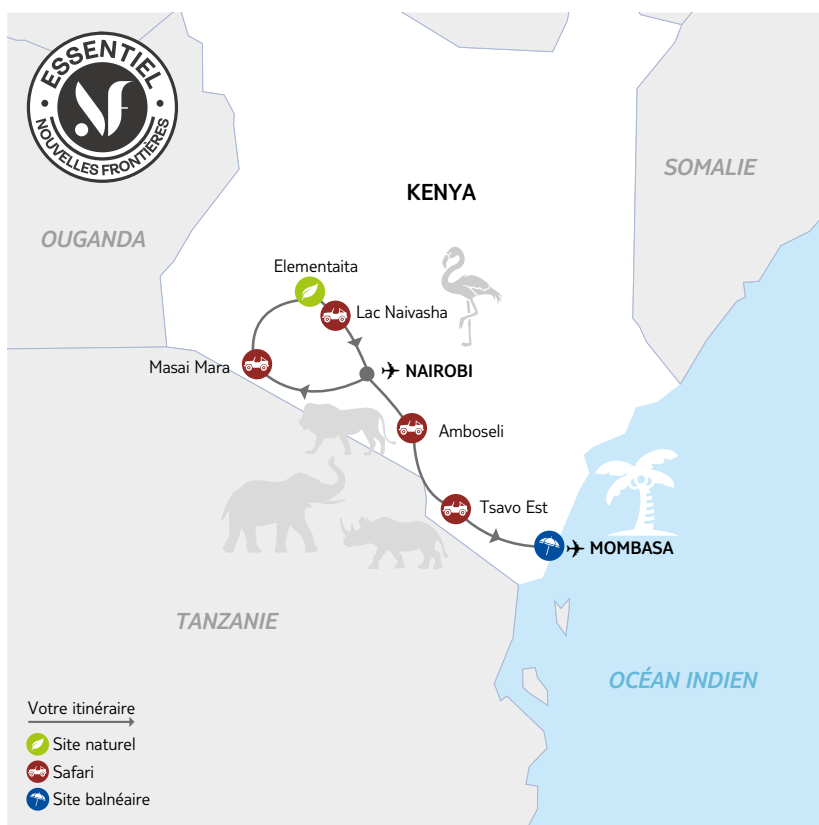 ESSENTIEL
NF
NOUVELLES FRONTIÈRES
KENYA
SOMALIE
OUGANDA
Elementaita
Lac Naivasha
Masai Mara
NAIROBI
Amboseli
Tsavo Est
MOMBASA
TANZANIE
OCÉAN INDIEN
Votre itinéraire
Site naturel
Safari
Site balnéaire